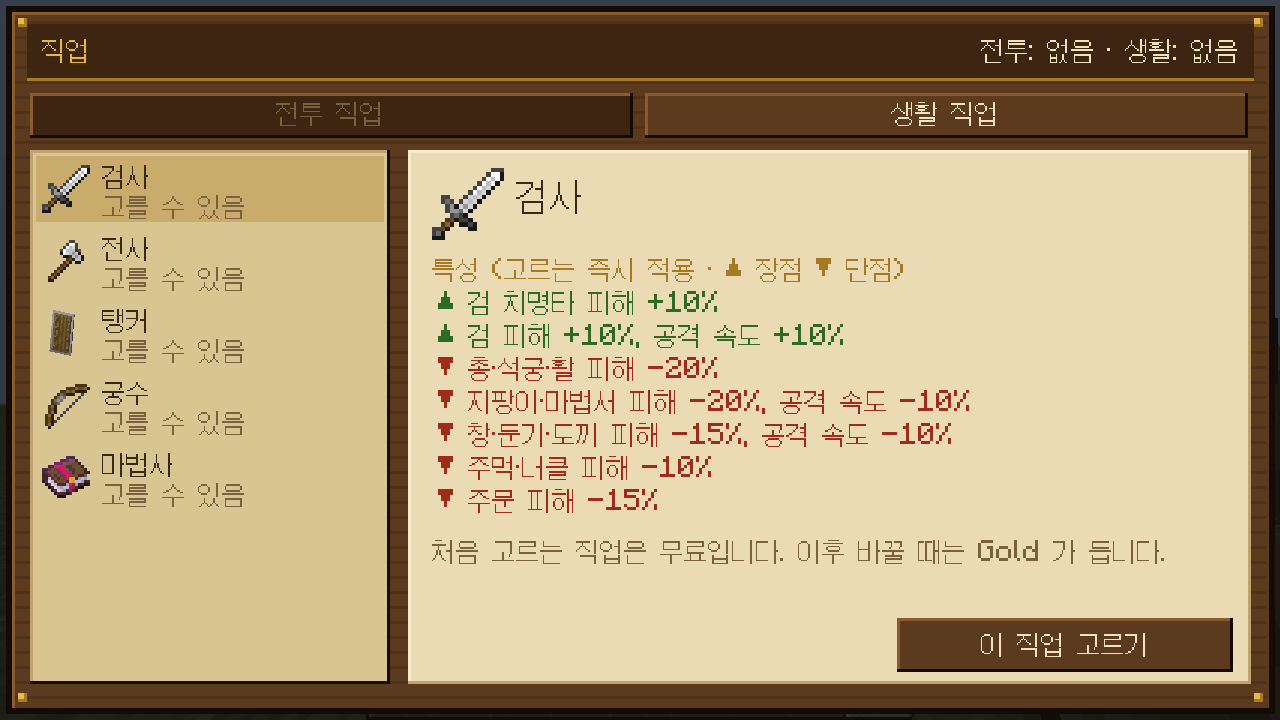 직업
전투: 없음 · 생활: 없음
전투 직업
생활 직업
검사
고를 수 있음
전사
고를 수 있음
탱커
고를 수 있음
궁수
고를 수 있음
마법사
고를 수 있음
검사
특성 (고르는 즉시 적용 · ▲ 장점 ▼ 단점)
▲ 검 치명타 피해 +10%
▲ 검 피해 +10%, 공격 속도 +10%
▼ 총·석궁·활 피해 -20%
▼ 지팡이·마법서 피해 -20%, 공격 속도 -10%
▼ 창·둔기·도끼 피해 -15%, 공격 속도 -10%
▼ 주먹·너클 피해 -10%
▼ 주문 피해 -15%
처음 고르는 직업은 무료입니다. 이후 바꿀 때는 Gold 가 듭니다.
이 직업 고르기